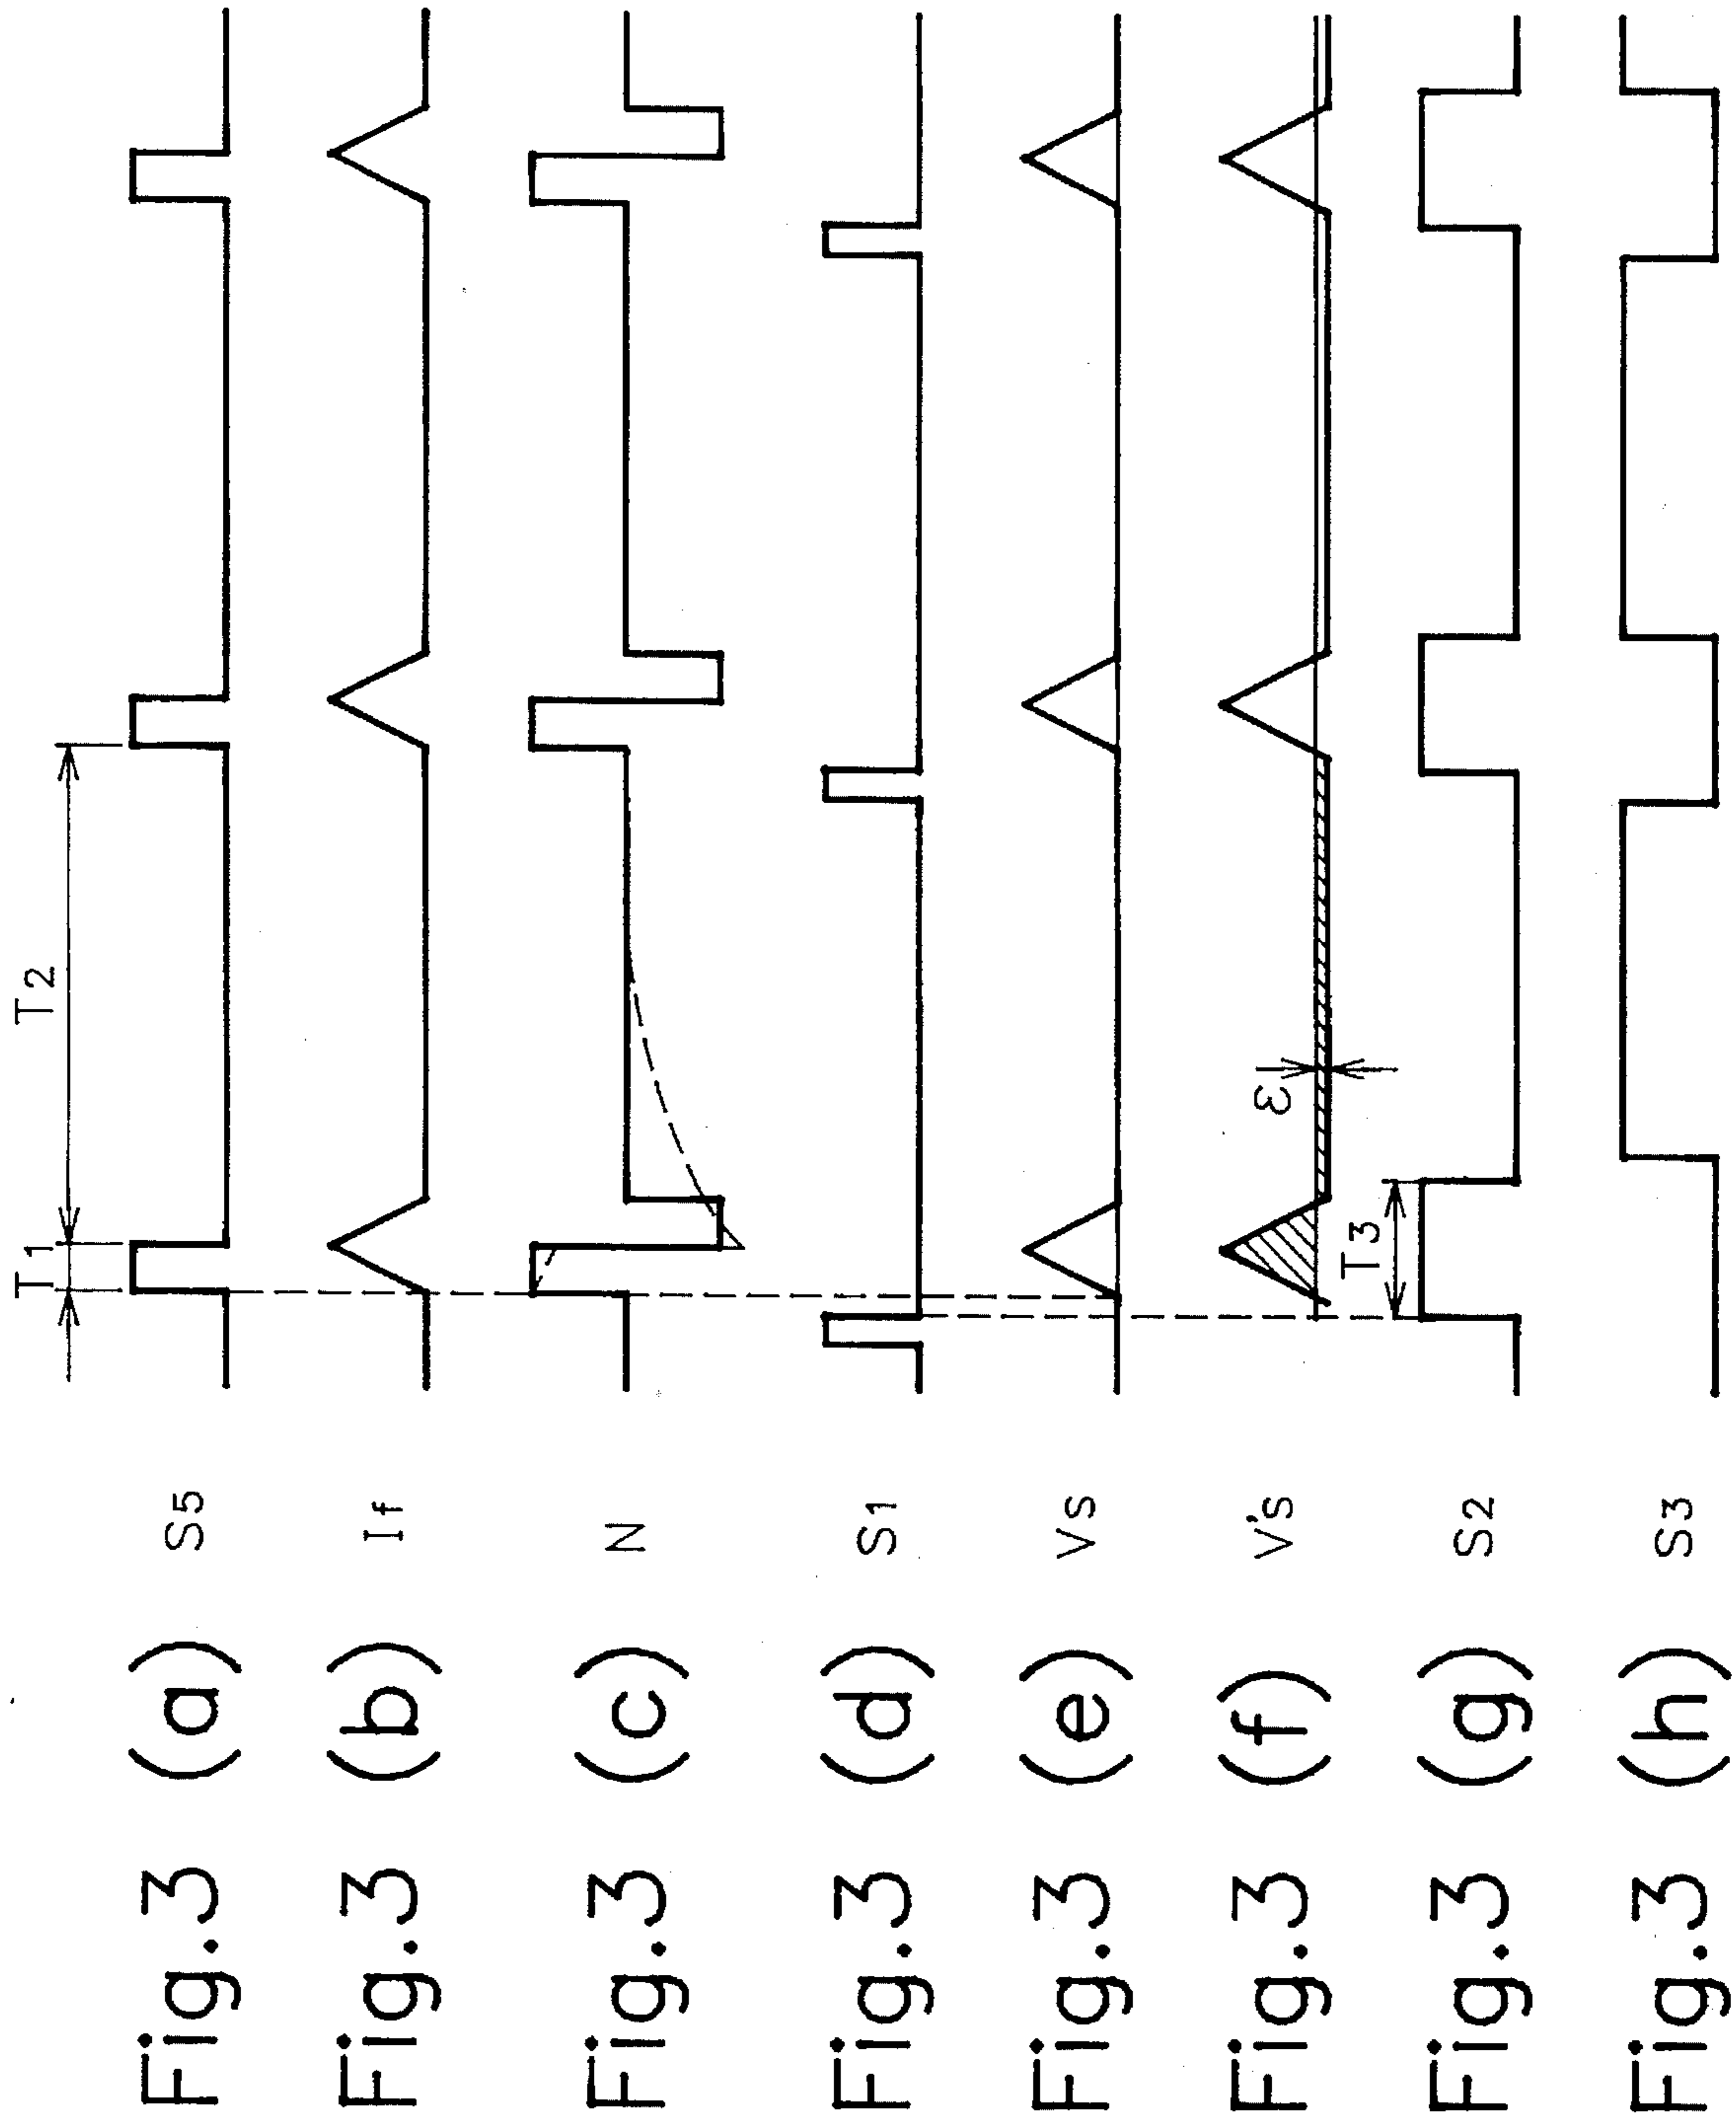 T1 T2
Fig.3 (a) S5
Fig.3 (b) If
Fig.3 (c) N
Fig.3 (d) S1
Fig.3 (e) Vs
ε
Fig.3 (f) V's
T3
Fig.3 (g) S2
Fig.3 (h) S3